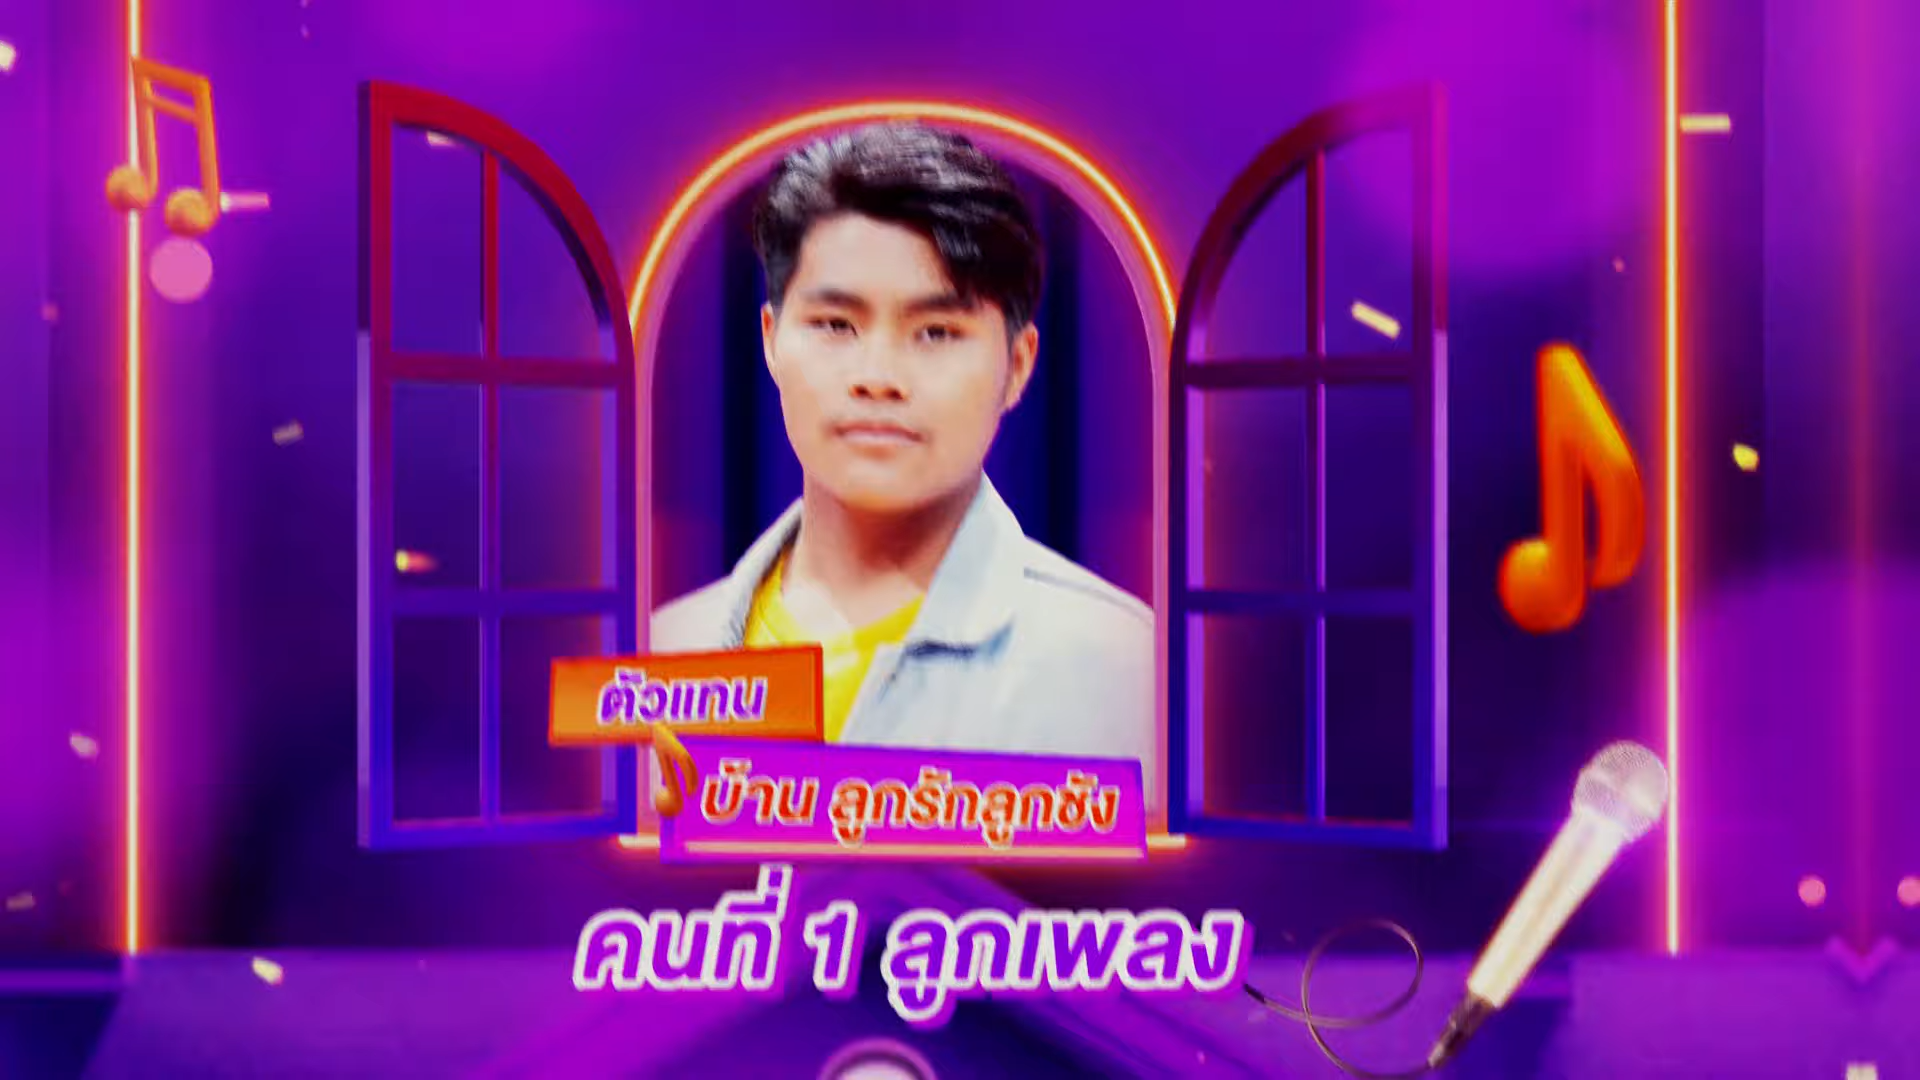 ตัวแทน
บ้าน ลูกรักลูกชัง
คนที่ 1 ลูกเพลง